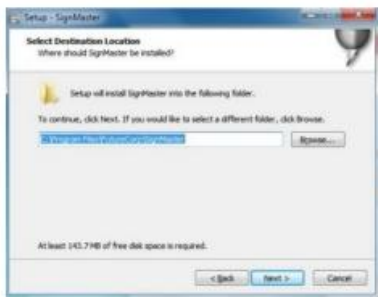 Setup - SignMaster
Select Destination Location
Where should SignMaster be installed?
Setup will install SignMaster into the following folder.
To continue, click Next. If you would like to select a different folder, click Browse.
C:\Program Files\FutureCorp\SignMaster
Browse...
At least 143.7 MB of free disk space is required.
< Back
Next >
Cancel